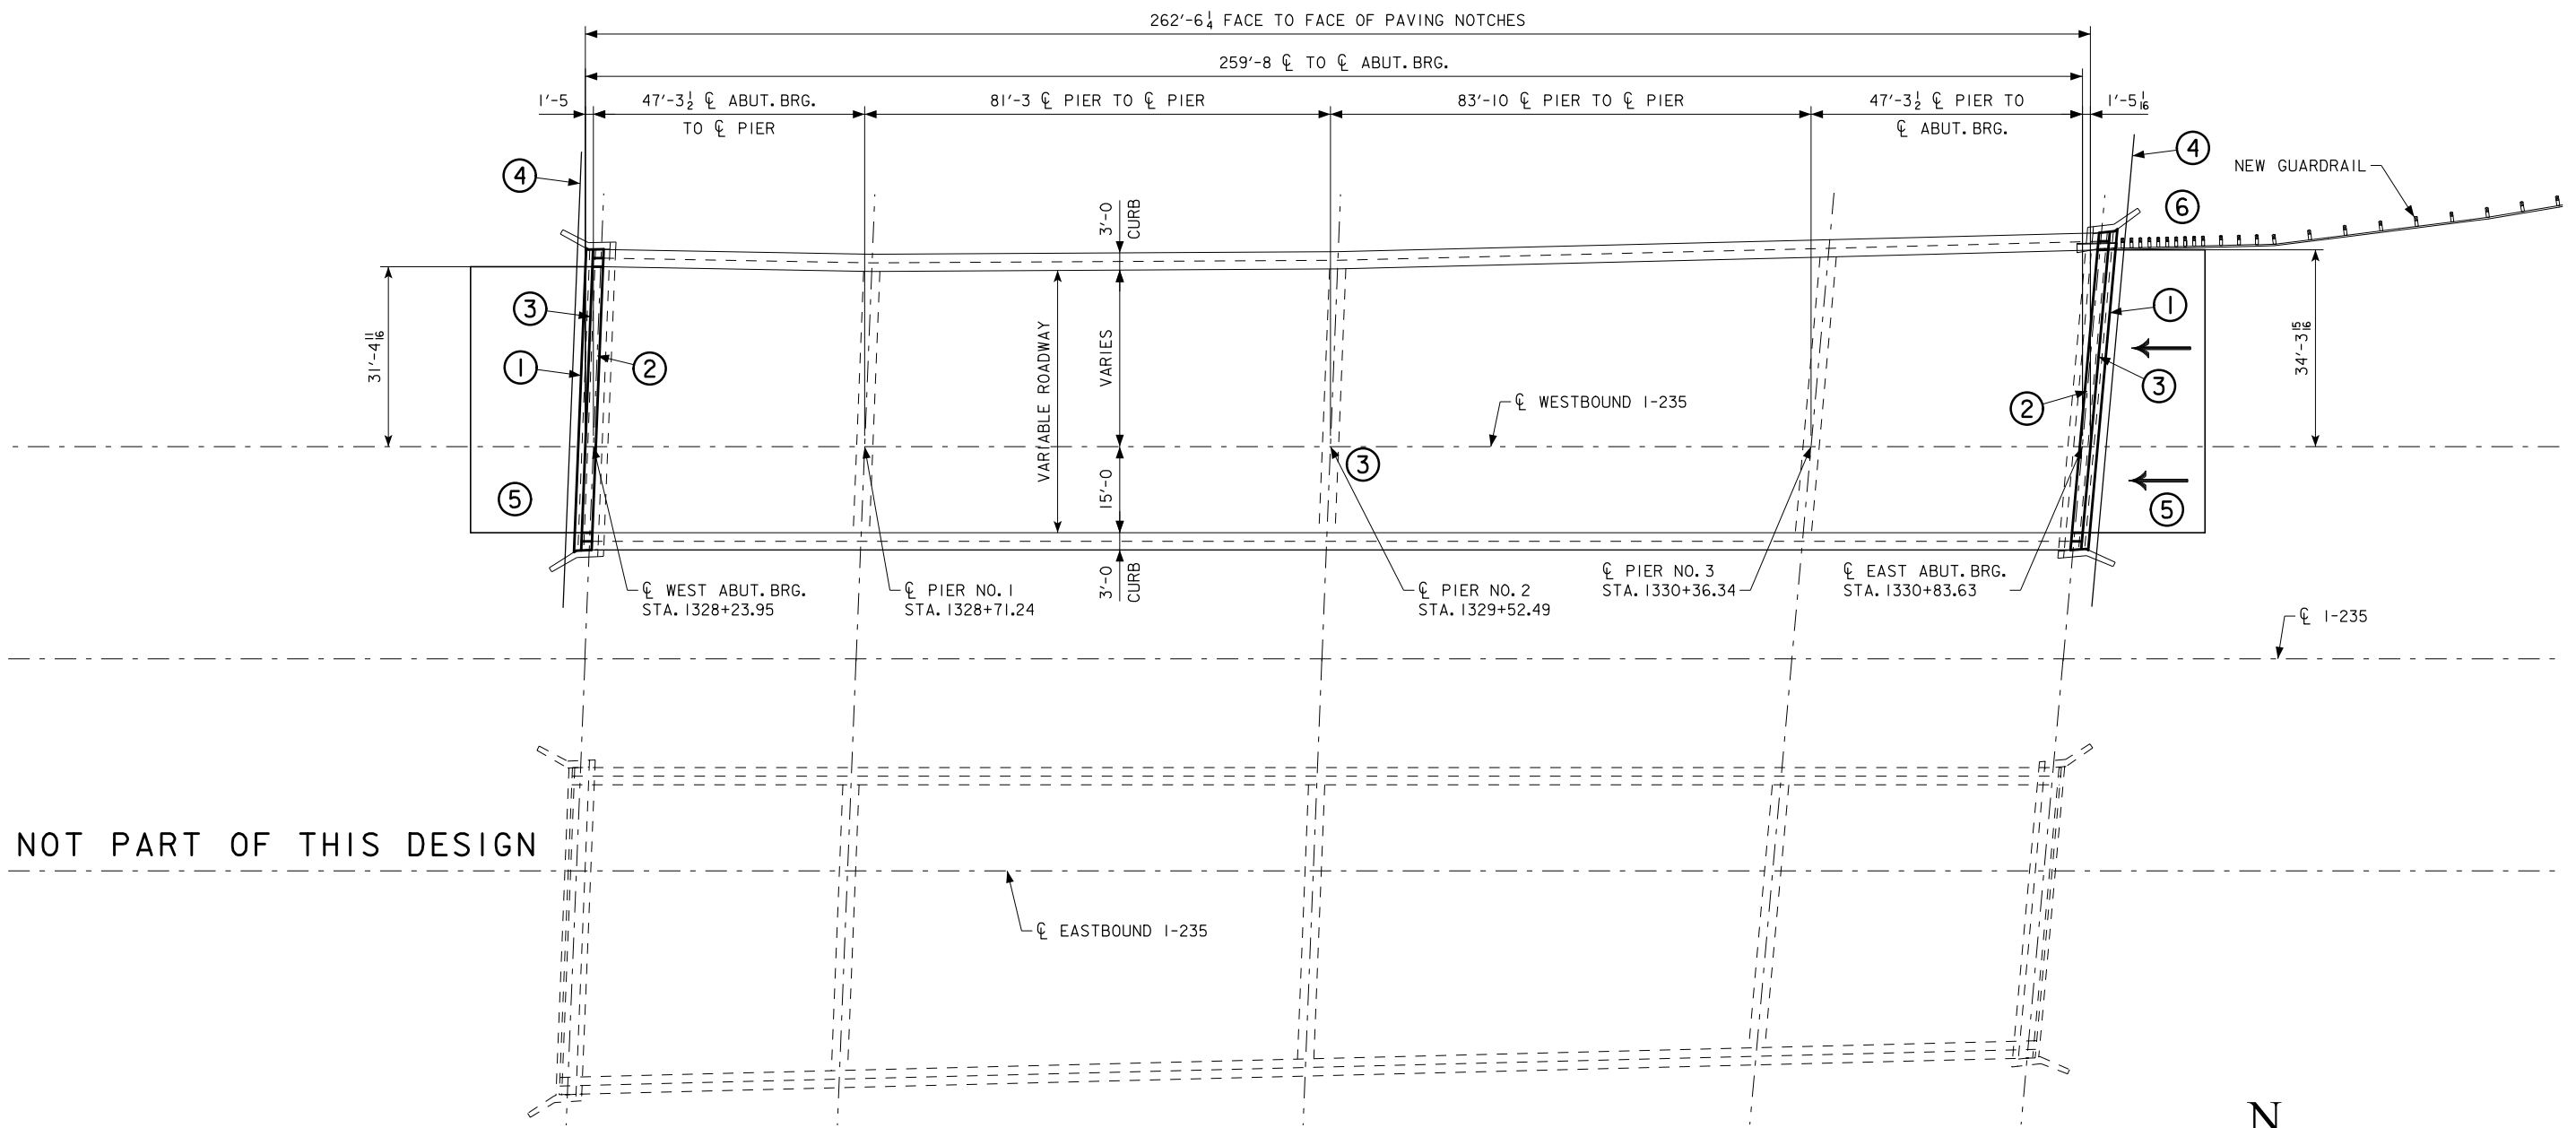 262'-6 1/4 FACE TO FACE OF PAVING NOTCHES
259'-8 ℄ TO ℄ ABUT. BRG.
1'-5
47'-3 1/2 ℄ ABUT. BRG.
TO ℄ PIER
81'-3 ℄ PIER TO ℄ PIER
83'-10 ℄ PIER TO ℄ PIER
47'-3 1/2 ℄ PIER TO
℄ ABUT. BRG.
1'-5 1/16
4
4
NEW GUARDRAIL
6
3'-0
CURB
3
1
1
2
31'-4 11/16
VARIABLE ROADWAY
VARIES
34'-3 15/16
3
2
℄ WESTBOUND I-235
3
15'-0
5
5
3'-0
CURB
℄ WEST ABUT. BRG.
STA. 1328+23.95
℄ PIER NO. 1
STA. 1328+71.24
℄ PIER NO. 2
STA. 1329+52.49
℄ PIER NO. 3
STA. 1330+36.34
℄ EAST ABUT. BRG.
STA. 1330+83.63
℄ I-235
NOT PART OF THIS DESIGN
℄ EASTBOUND I-235
N